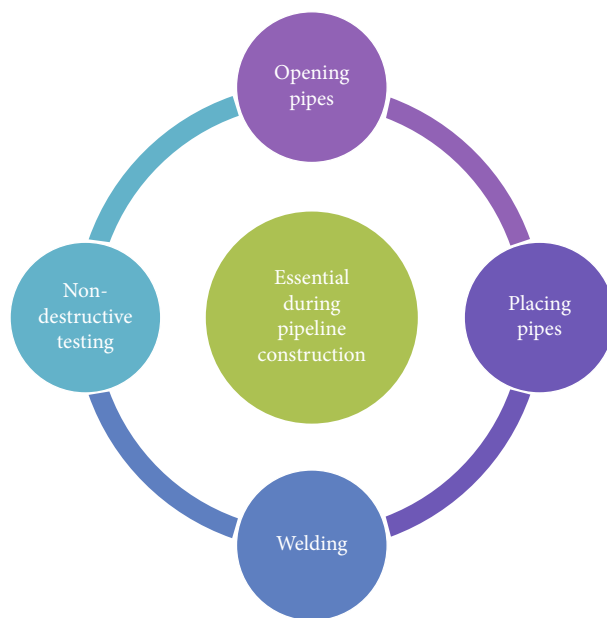 Opening
pipes
Essential
during
pipeline
construction
Non-
destructive
testing
Placing
pipes
Welding